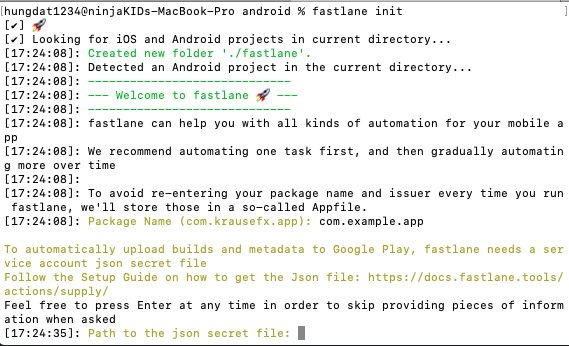 [hungdat1234@ninjaKIDs-MacBook-Pro android % fastlane init ]
[✔] 🚀
[✔] Looking for iOS and Android projects in current directory...
[17:24:08]: Created new folder './fastlane'.
[17:24:08]: Detected an Android project in the current directory...
[17:24:08]: -----------------------------
[17:24:08]: --- Welcome to fastlane 🚀 ---
[17:24:08]: -----------------------------
[17:24:08]: fastlane can help you with all kinds of automation for your mobile a
pp
[17:24:08]: We recommend automating one task first, and then gradually automatin
g more over time
[17:24:08]:
[17:24:08]: To avoid re-entering your package name and issuer every time you run
 fastlane, we'll store those in a so-called Appfile.
[17:24:08]: Package Name (com.krausefx.app): com.example.app

To automatically upload builds and metadata to Google Play, fastlane needs a ser
vice account json secret file
Follow the Setup Guide on how to get the Json file: https://docs.fastlane.tools/
actions/supply/
Feel free to press Enter at any time in order to skip providing pieces of inform
ation when asked
[17:24:35]: Path to the json secret file: